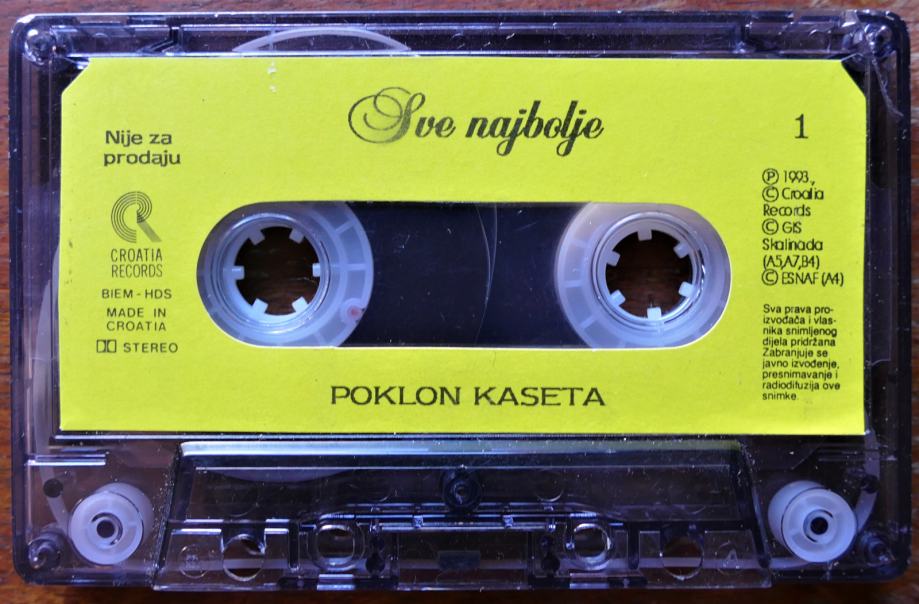 Sve najbolje
1
Nije za
prodaju
CROATIA
RECORDS
BIEM - HDS
MADE IN
CROATIA
STEREO
POKLON KASETA
Ⓟ 1993.,
© Croatia
Records
© GIS
Skalinada
(A5,A7,B4)
© ESNAF (A4)
Sva prava pro-
izvođača i vlas-
nika snimljenog
dijela pridržana
Zabranjuje se
javno izvođenje,
presnimavanje i
radiodifuzija ove
snimke.